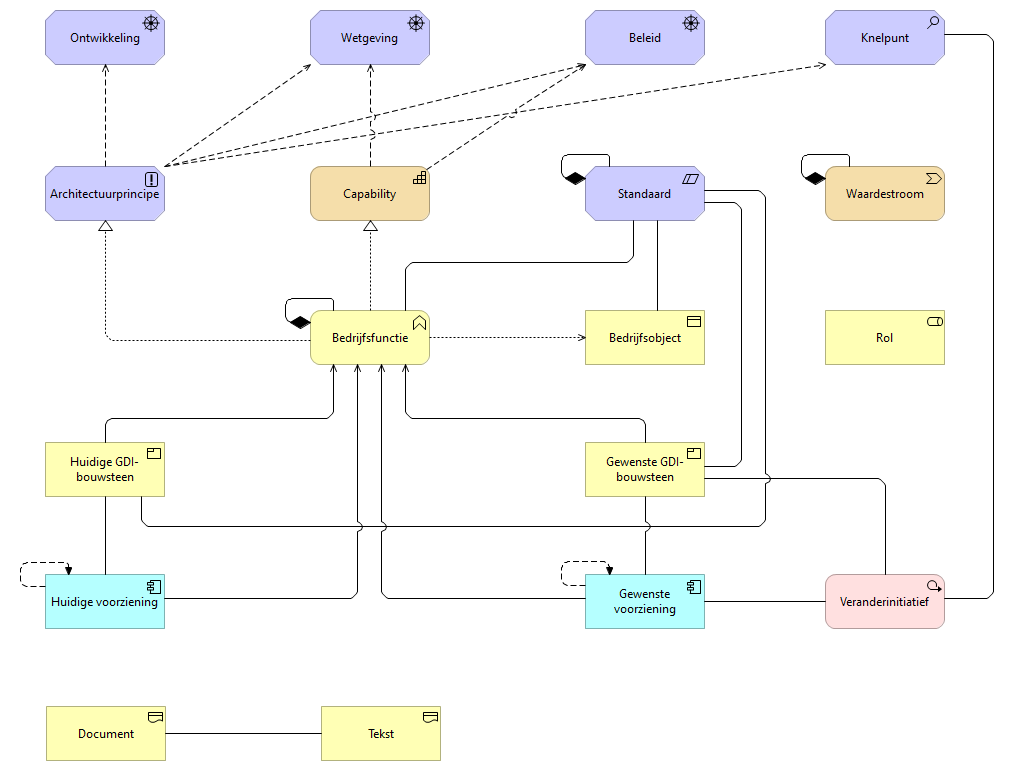 Ontwikkeling
Wetgeving
Beleid
Knelpunt
Architectuurprincipe
Capability
Standaard
Waardestroom
Bedrijfsfunctie
Bedrijfsobject
Rol
Huidige GDI-
bouwsteen
Gewenste GDI-
bouwsteen
Huidige voorziening
Gewenste
voorziening
Veranderinitiatief
Document
Tekst